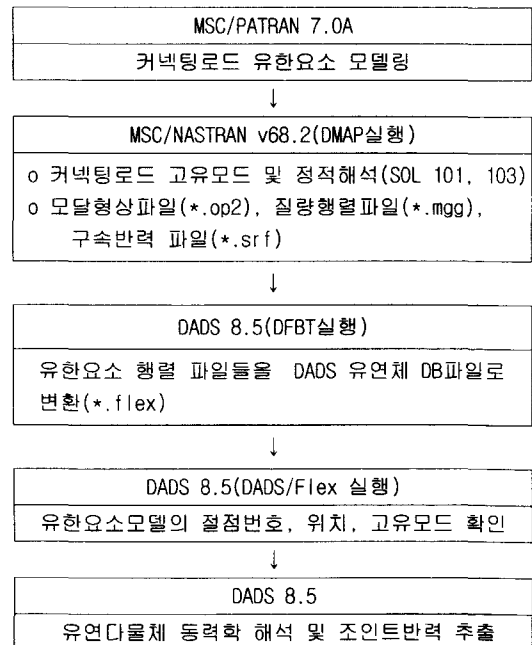 MSC/PATRAN 7.0A
커넥팅로드 유한요소 모델링
↓
MSC/NASTRAN v68.2(DMAP실행)
o 커넥팅로드 고유모드 및 정적해석(SOL 101, 103)
o 모달형상파일(*.op2), 질량행렬파일(*.mgg),
구속반력 파일(*.srf)
↓
DADS 8.5(DFBT실행)
유한요소 행렬 파일들을 DADS 유연체 DB파일로
변환(*.flex)
↓
DADS 8.5(DADS/Flex 실행)
유한요소모델의 절점번호, 위치, 고유모드 확인
↓
DADS 8.5
유연다물체 동력학 해석 및 조인트반력 추출